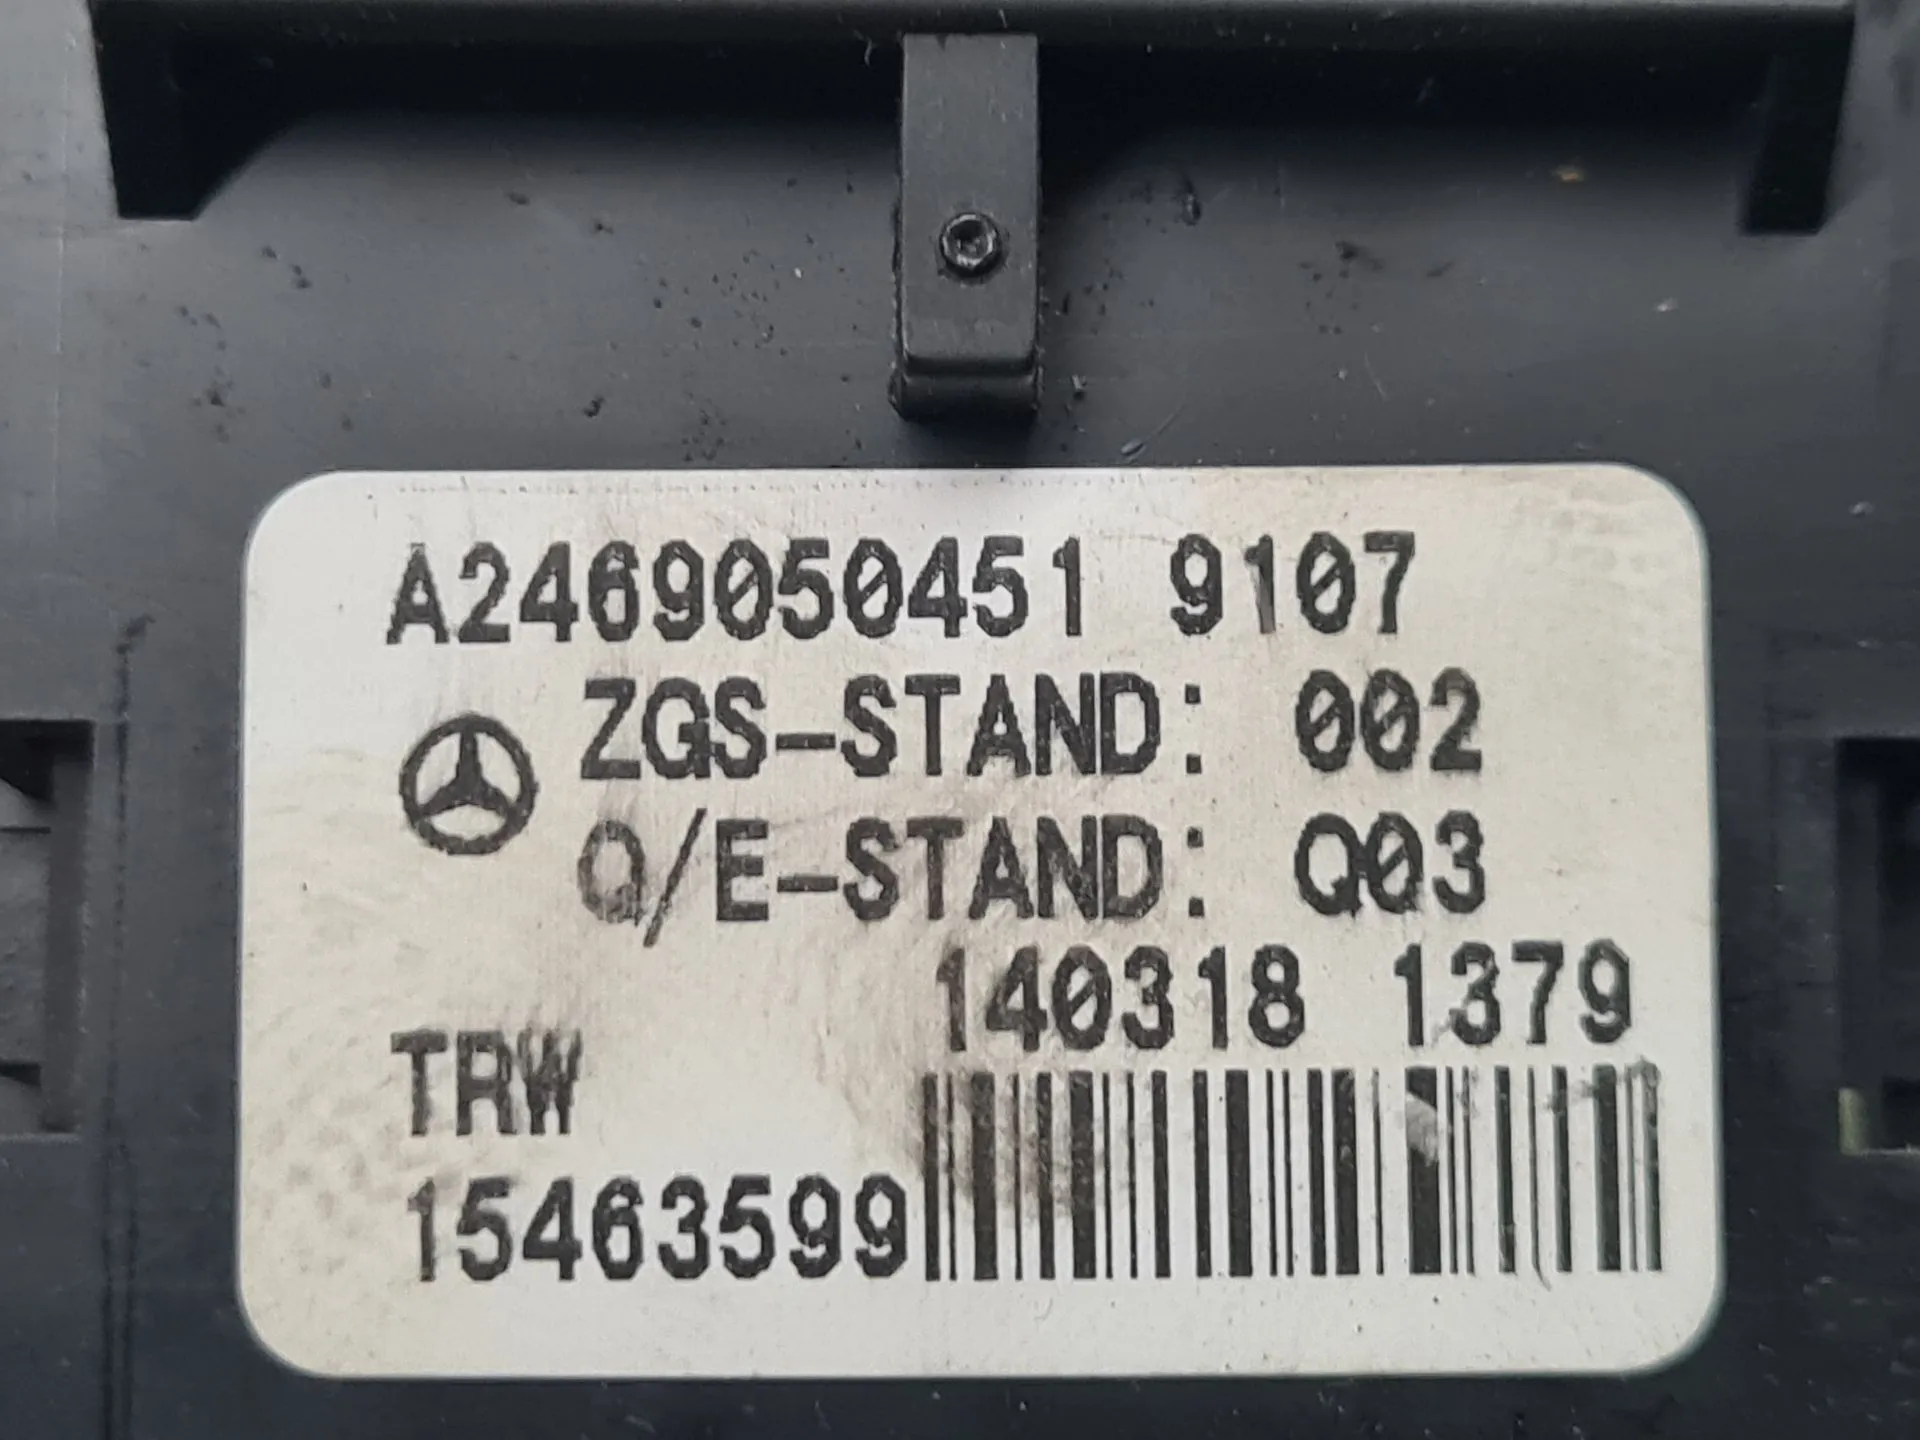 A2469050451 9107
ZGS-STAND: 002
Q/E-STAND: Q03
140318 1379
TRW
15463599